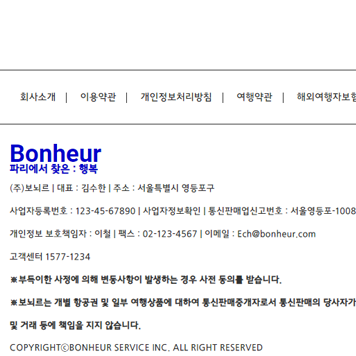 회사소개 | 이용약관 | 개인정보처리방침 | 여행약관 | 해외여행자보험
Bonheur
파리에서 찾은 : 행복
(주)보뇌르 | 대표 : 김수한 | 주소 : 서울특별시 영등포구
사업자등록번호 : 123-45-67890 | 사업자정보확인 | 통신판매업신고번호 : 서울영등포-1008
개인정보 보호책임자 : 이철 | 팩스 : 02-123-4567 | 이메일 : Ech@bonheur.com
고객센터 1577-1234
※부득이한 사정에 의해 변동사항이 발생하는 경우 사전 동의를 받습니다.
※보뇌르는 개별 항공권 및 일부 여행상품에 대하여 통신판매중개자로서 통신판매의 당사자가
및 거래 등에 책임을 지지 않습니다.
COPYRIGHTⓒBONHEUR SERVICE INC. ALL RIGHT RESERVED